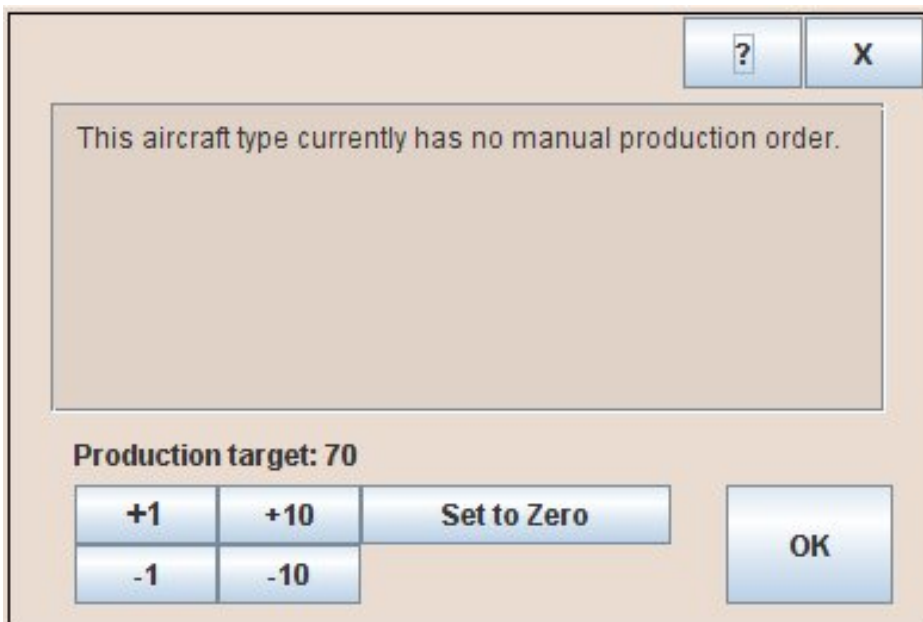 ? X
This aircraft type currently has no manual production order.
Production target: 70
+1 +10 Set to Zero
OK
-1 -10